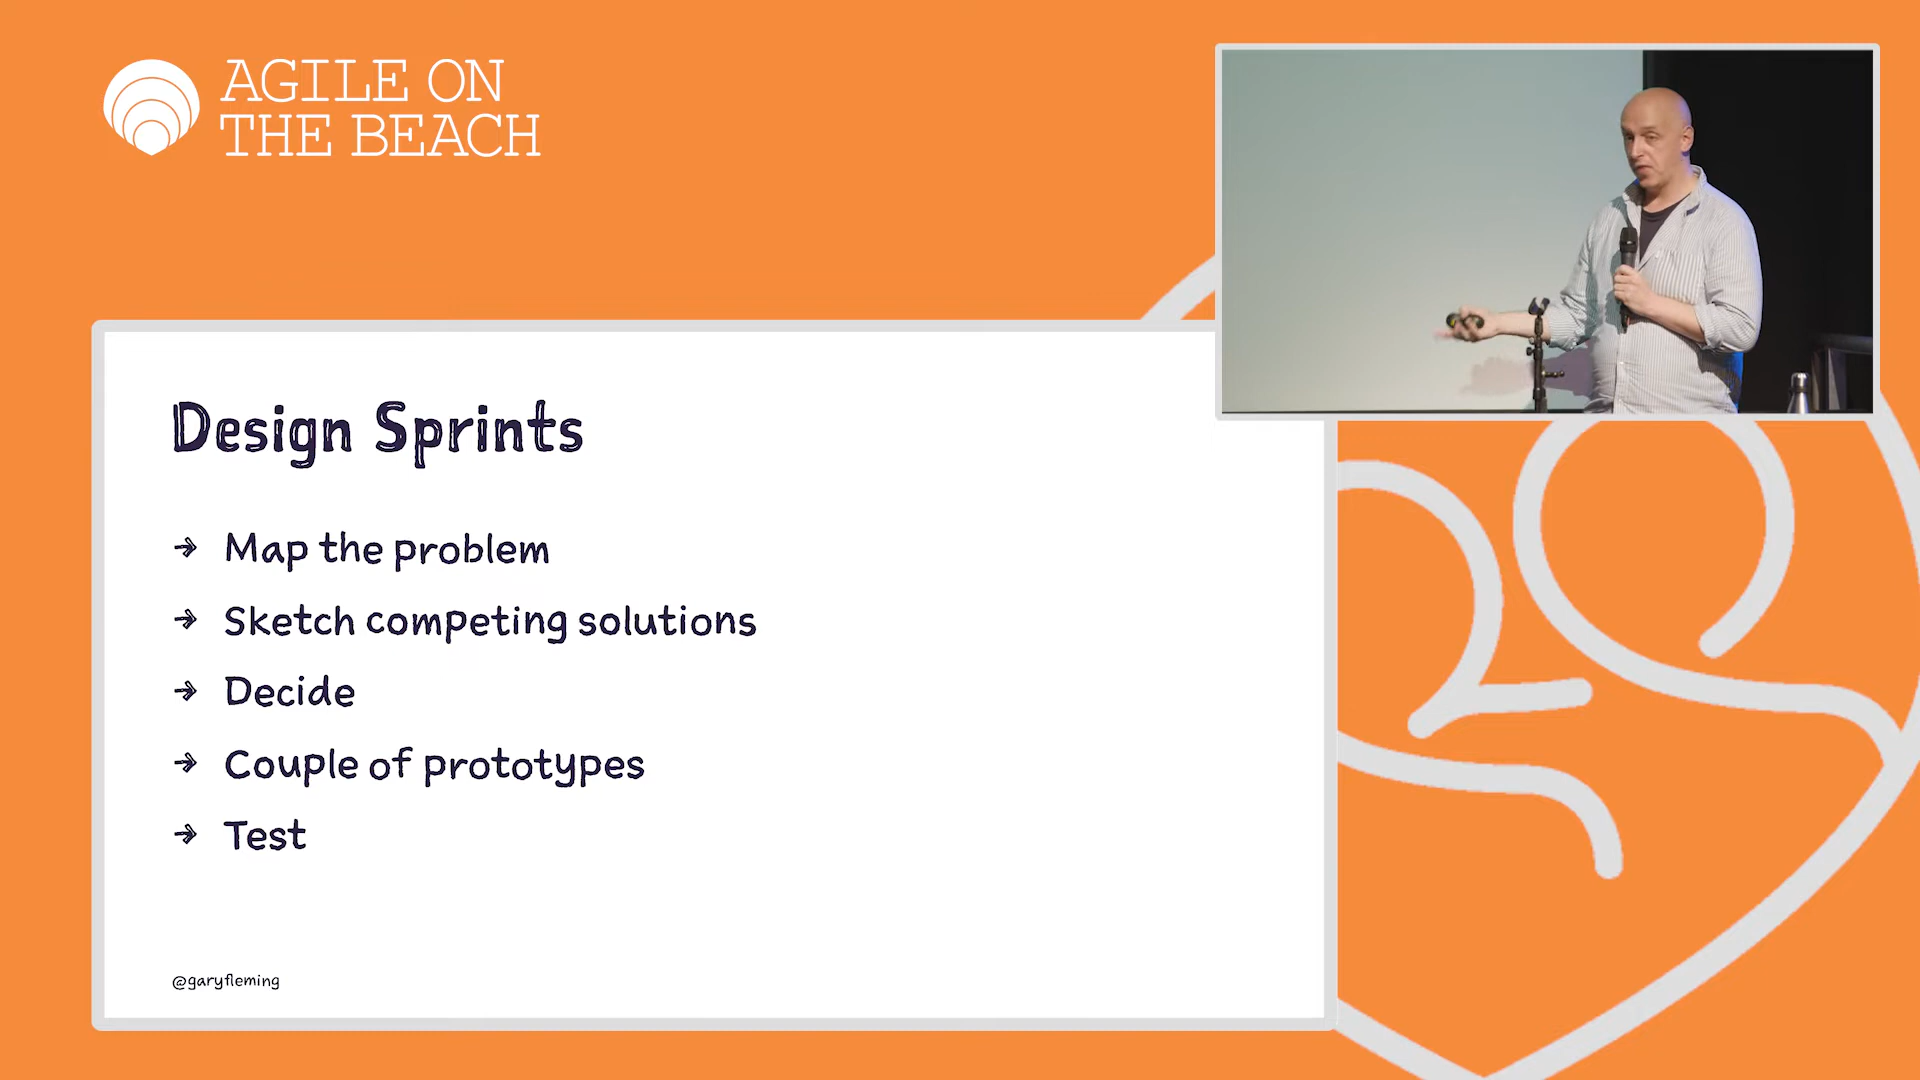 AGILE ON
THE BEACH
Design Sprints
→ Map the problem
→ Sketch competing solutions
→ Decide
→ Couple of prototypes
→ Test
@garyfleming